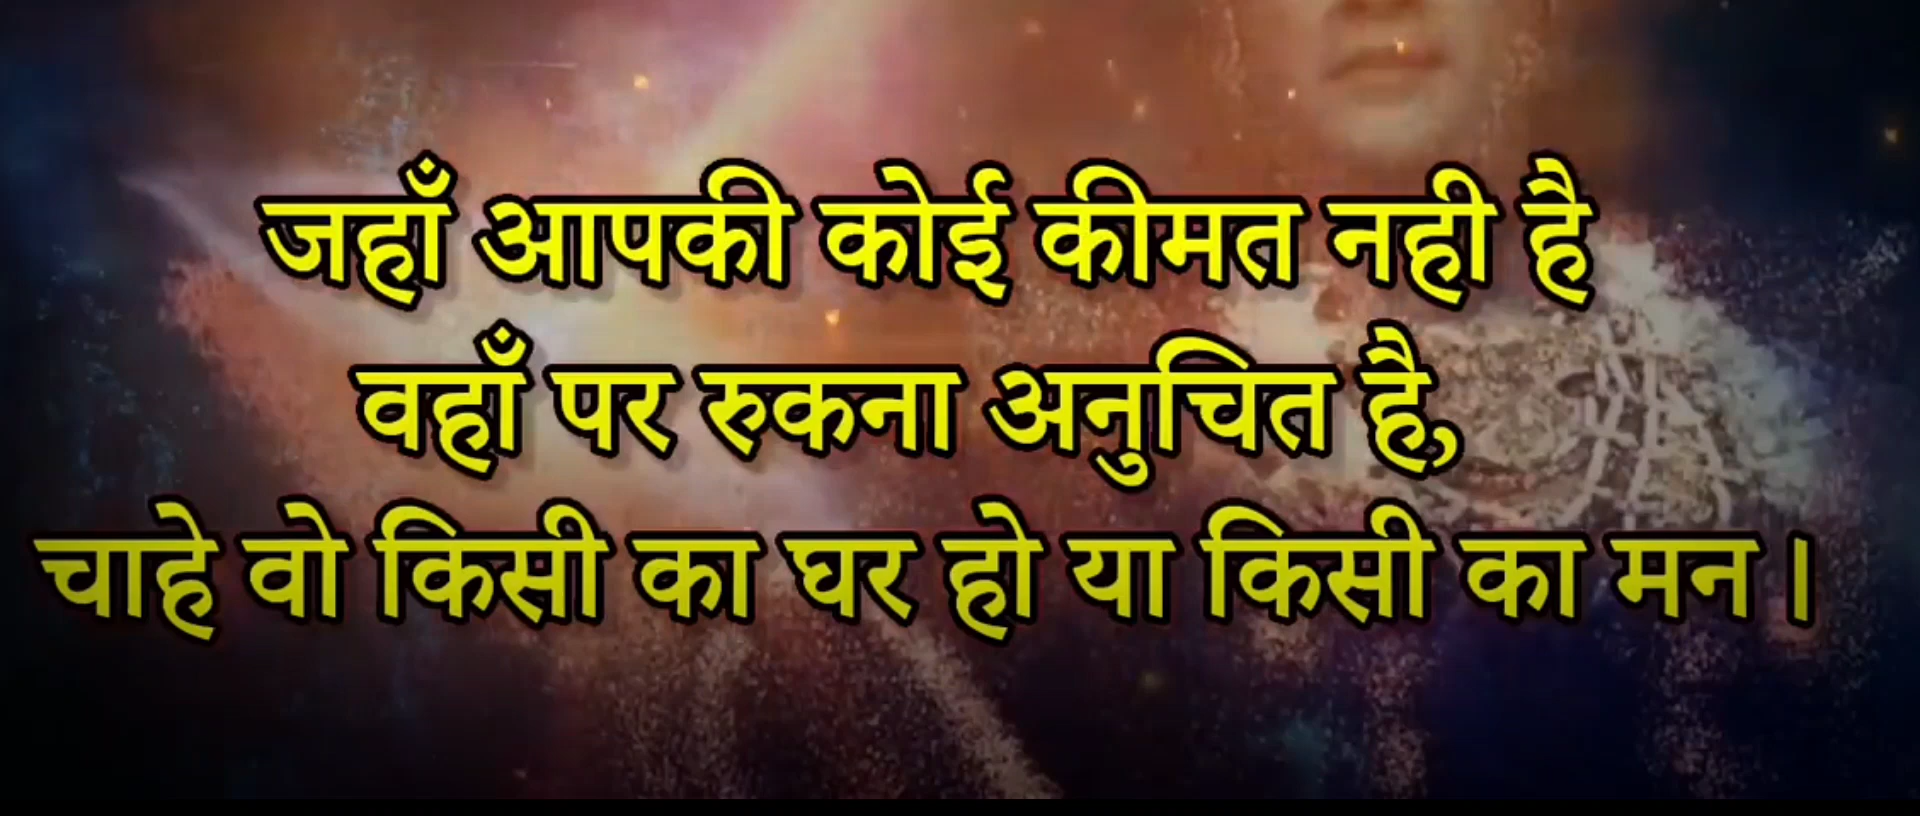 जहाँ आपकी कोई कीमत नही है
वहाँ पर रुकना अनुचित है,
चाहे वो किसी का घर हो या किसी का मन ।